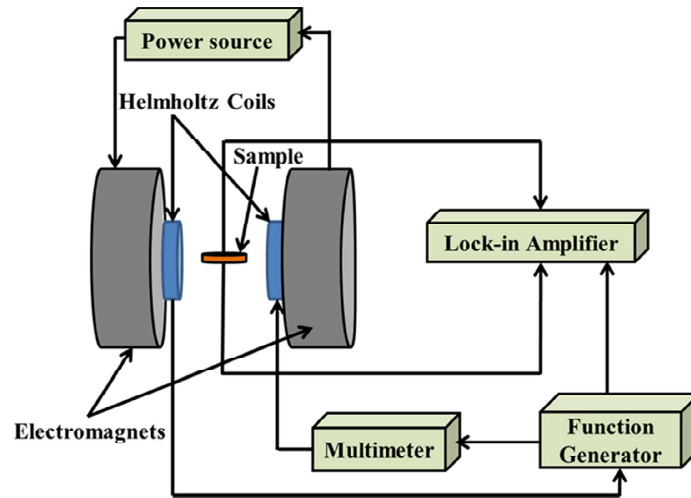 Power source
Helmholtz Coils
Sample
Lock-in Amplifier
Electromagnets
Multimeter
Function
Generator